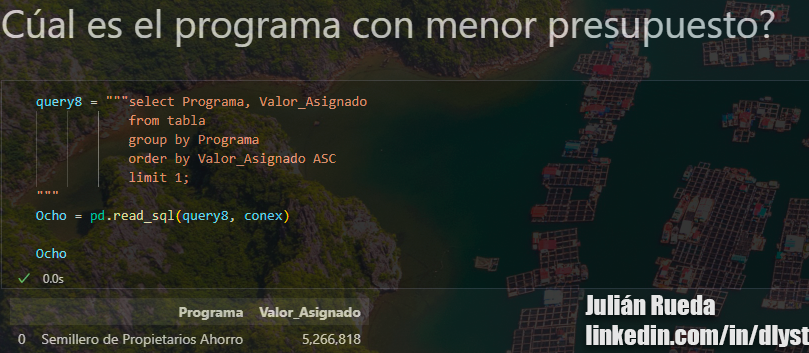 Cúal es el programa con menor presupuesto?
query8 = """select Programa, Valor_Asignado
from tabla
group by Programa
order by Valor_Asignado ASC
limit 1;
"""
Ocho = pd.read_sql(query8, conex)
Ocho
0.0s
Programa Valor_Asignado
0 Semillero de Propietarios Ahorro 5,266,818
Julián Rueda
linkedin.com/in/dlyst